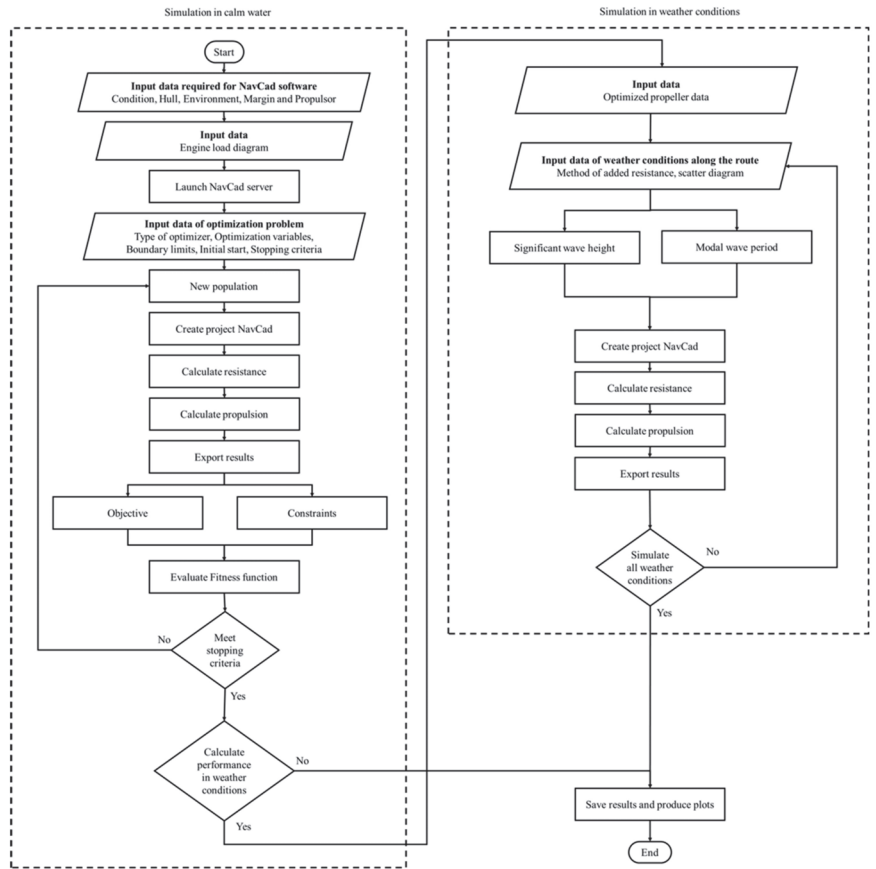 Simulation in calm water
Start
Input data required for NavCad software
Condition, Hull, Environment, Margin and Propulsor
Input data
Engine load diagram
Launch NavCad server
Input data of optimization problem
Type of optimizer, Optimization variables,
Boundary limits, Initial start, Stopping criteria
New population
Create project NavCad
Calculate resistance
Calculate propulsion
Export results
Objective
Constraints
Evaluate Fitness function
Meet
stopping
criteria
No
Yes
Calculate
performance
in weather
conditions
No
Yes
Simulation in weather conditions
Input data
Optimized propeller data
Input data of weather conditions along the route
Method of added resistance, scatter diagram
Significant wave height
Modal wave period
Create project NavCad
Calculate resistance
Calculate propulsion
Export results
Simulate
all weather
conditions
No
Yes
Save results and produce plots
End